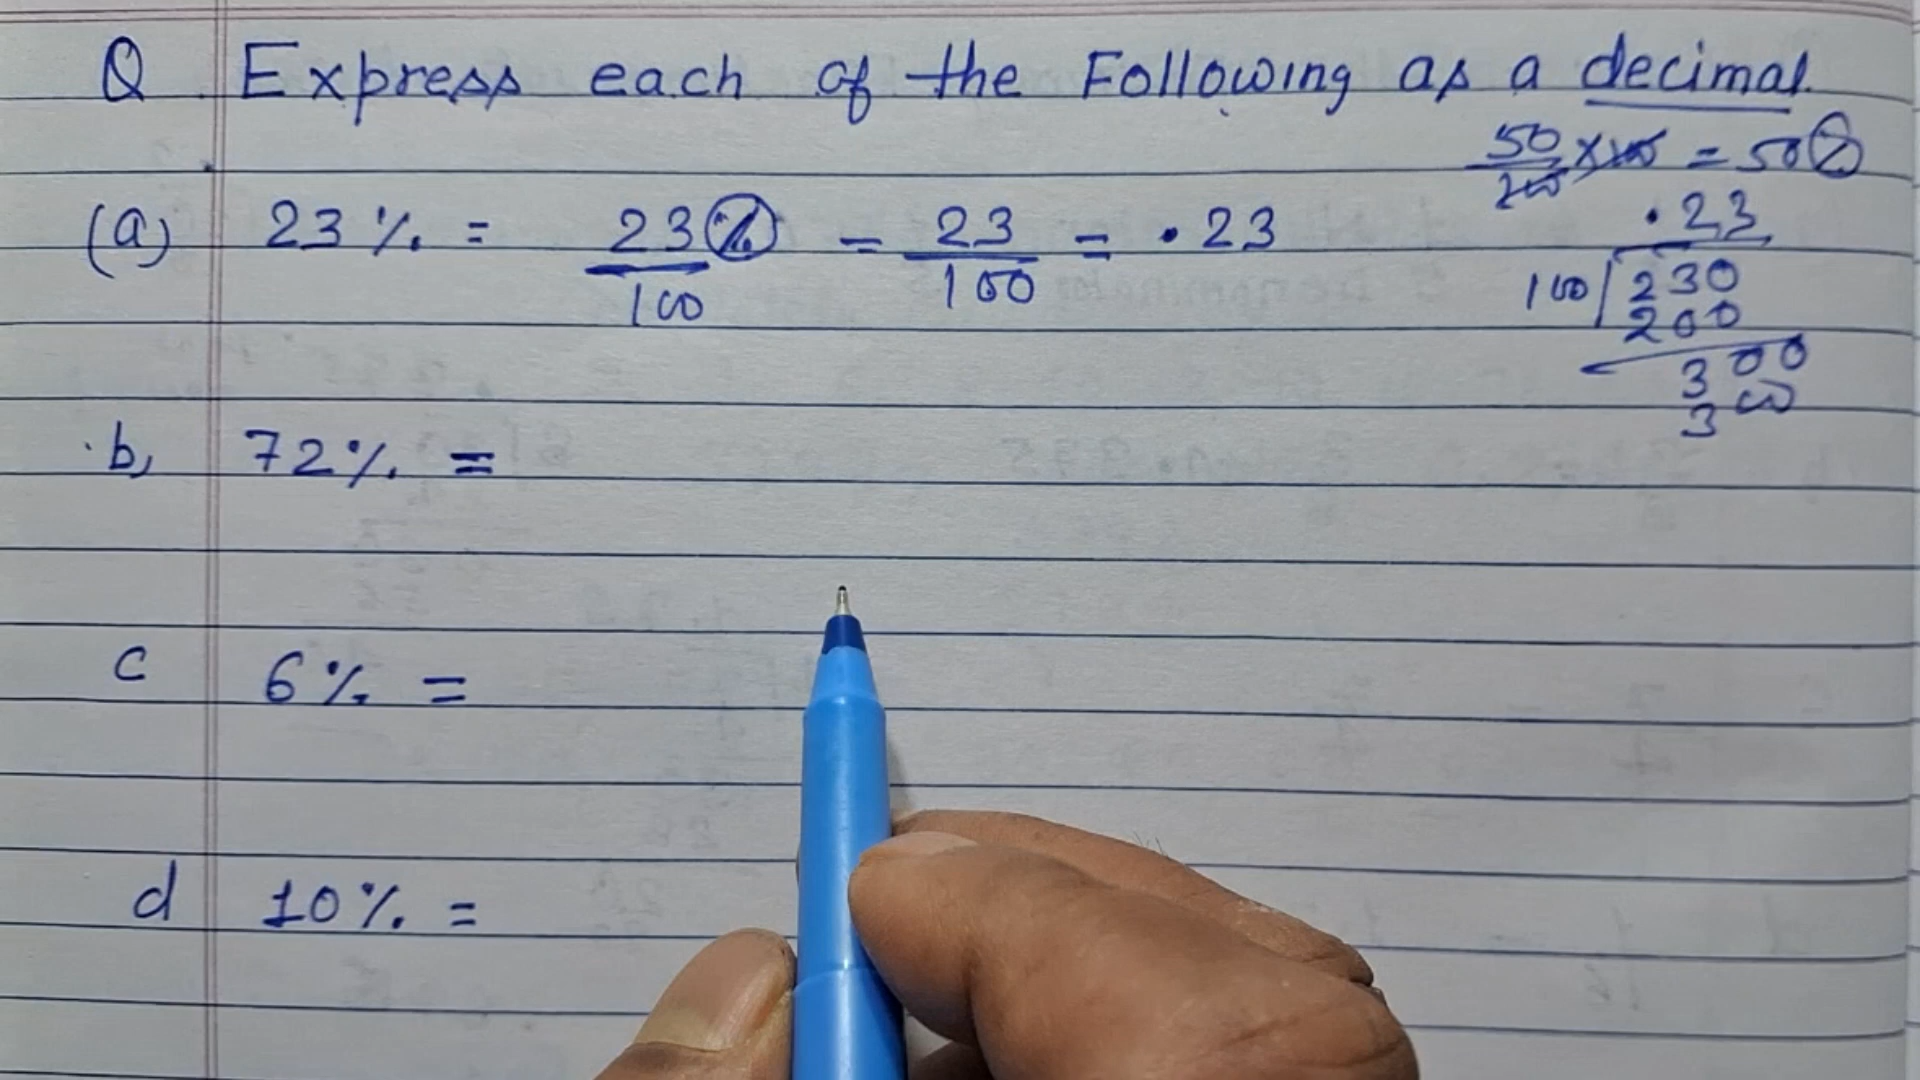 Q Express each of the Following as a decimal.
50/100 × 100 = 50%
(a) 23% = 23%/100 = 23/100 = .23
.23
100 230
200
300
300
b, 72% =
c 6% =
d 10% =